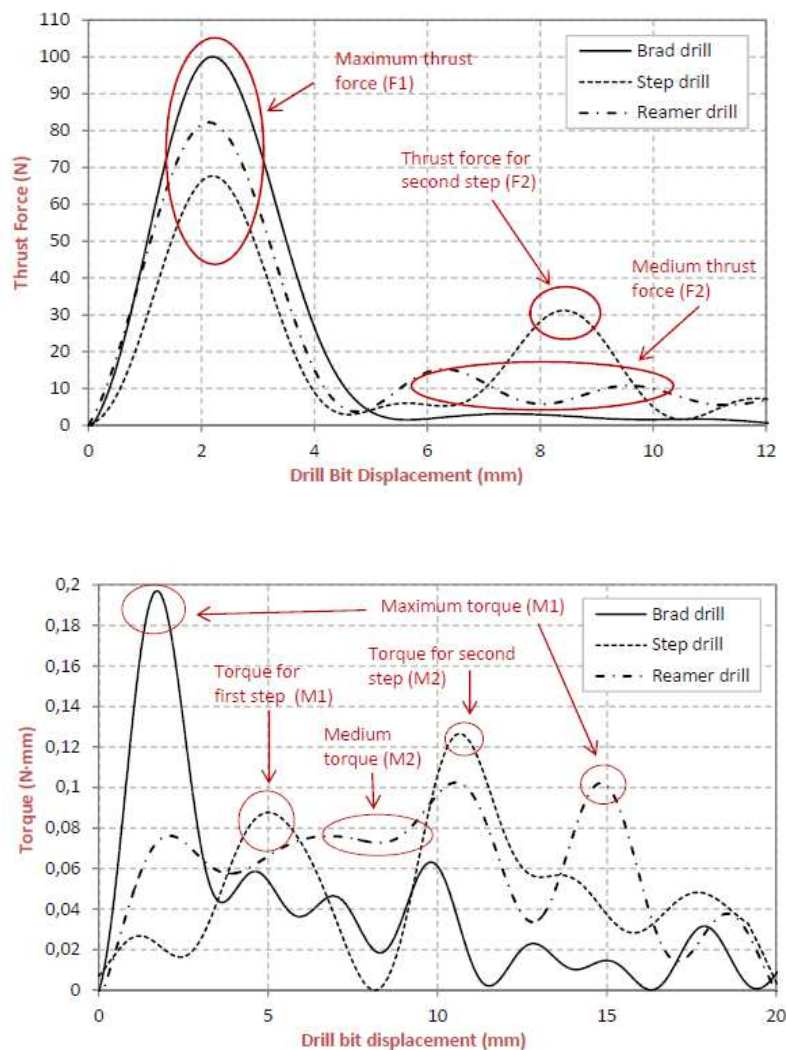 110
100
90
80
70
60
50
40
30
20
10
0
Thrust Force (N)
Maximum thrust
force (F1)
Thrust force for
second step (F2)
Medium thrust
force (F2)
Brad drill
Step drill
Reamer drill
0 2 4 6 8 10 12
Drill Bit Displacement (mm)
0,2
0,18
0,16
0,14
0,12
0,1
0,08
0,06
0,04
0,02
0
Torque (N·mm)
Maximum torque (M1)
Torque for
first step (M1)
Torque for second
step (M2)
Medium
torque (M2)
Brad drill
Step drill
Reamer drill
0 5 10 15 20
Drill bit displacement (mm)